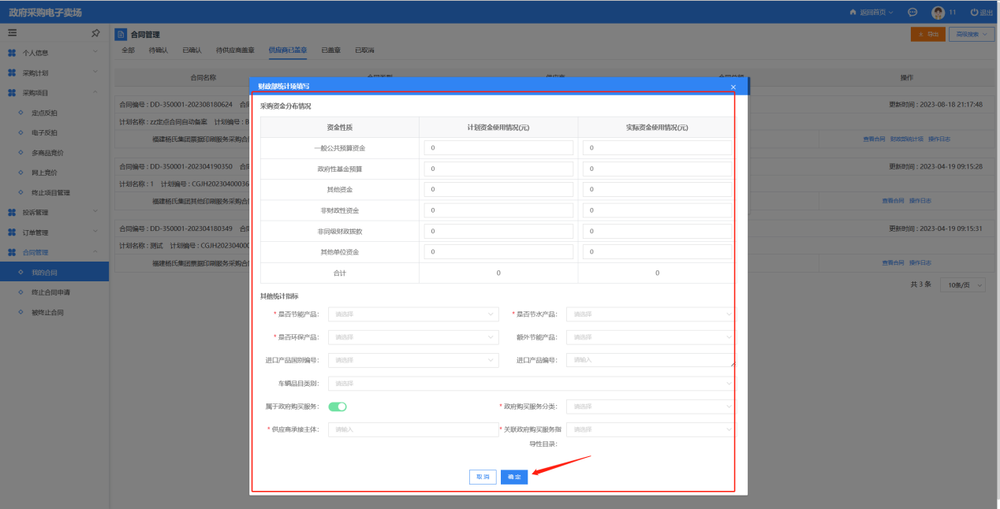 政府采购电子卖场
返回首页
11
退出
个人信息
采购计划
采购项目
定点反拍
电子反拍
多商品竞价
网上竞价
终止项目管理
投诉管理
订单管理
合同管理
我的合同
终止合同申请
被终止合同
合同管理
导出
高级搜索
全部 待确认 已确认 待供应商盖章 供应商已盖章 已盖章 已取消
合同名称 操作
合同编号：DD-350001-202308180624 更新时间：2023-08-18 21:17:48
计划名称：zz定点合同自动备案 计划编号：B
福建杨氏集团票据印刷服务采购合 查看合同 财政部统计项 操作日志
合同编号：DD-350001-202304190350 更新时间：2023-04-19 09:15:28
计划名称：1 计划编号：CGJH20230400036
福建杨氏集团其他印刷服务采购合 查看合同 操作日志
合同编号：DD-350001-202304180349 更新时间：2023-04-19 09:15:31
计划名称：测试 计划编号：CGJH202304000
福建杨氏集团票据印刷服务采购合 查看合同 操作日志
共 3 条 10条/页
财政部统计项填写 ×
采购资金分布情况
资金性质 计划资金使用情况(元) 实际资金使用情况(元)
一般公共预算资金 0 0
政府性基金预算 0 0
其他资金 0 0
非财政性资金 0 0
非同级财政拨款 0 0
其他单位资金 0 0
合计 0 0
其他统计指标
* 是否节能产品： 请选择 * 是否节水产品： 请选择
* 是否环保产品： 请选择 额外节能产品： 请选择
进口产品国别编号： 请选择 进口产品编号： 请输入
车辆品目类别： 请选择
属于政府购买服务： * 政府购买服务分类： 请选择
* 供应商承接主体： 请输入 * 关联政府购买服务指 请选择
导性目录：
取消 确定